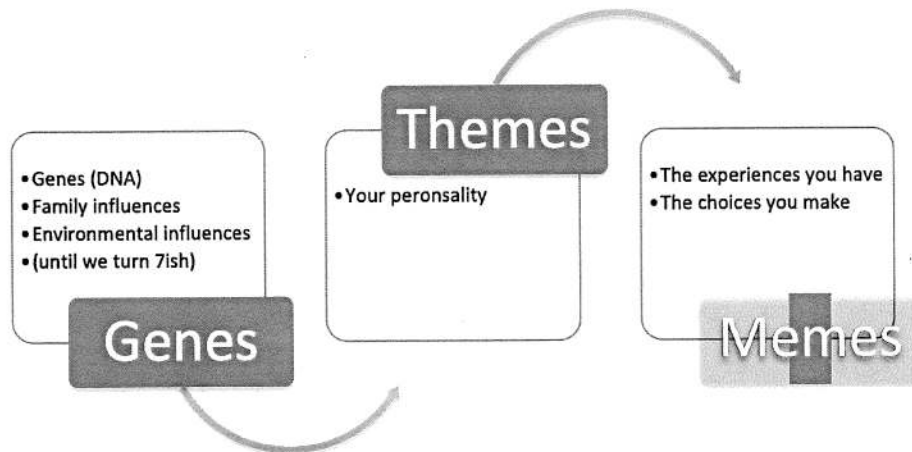 • Genes (DNA)
• Family influences
• Environmental influences
• (until we turn 7ish)
Genes
Themes
• Your peronsality
• The experiences you have
• The choices you make
Memes